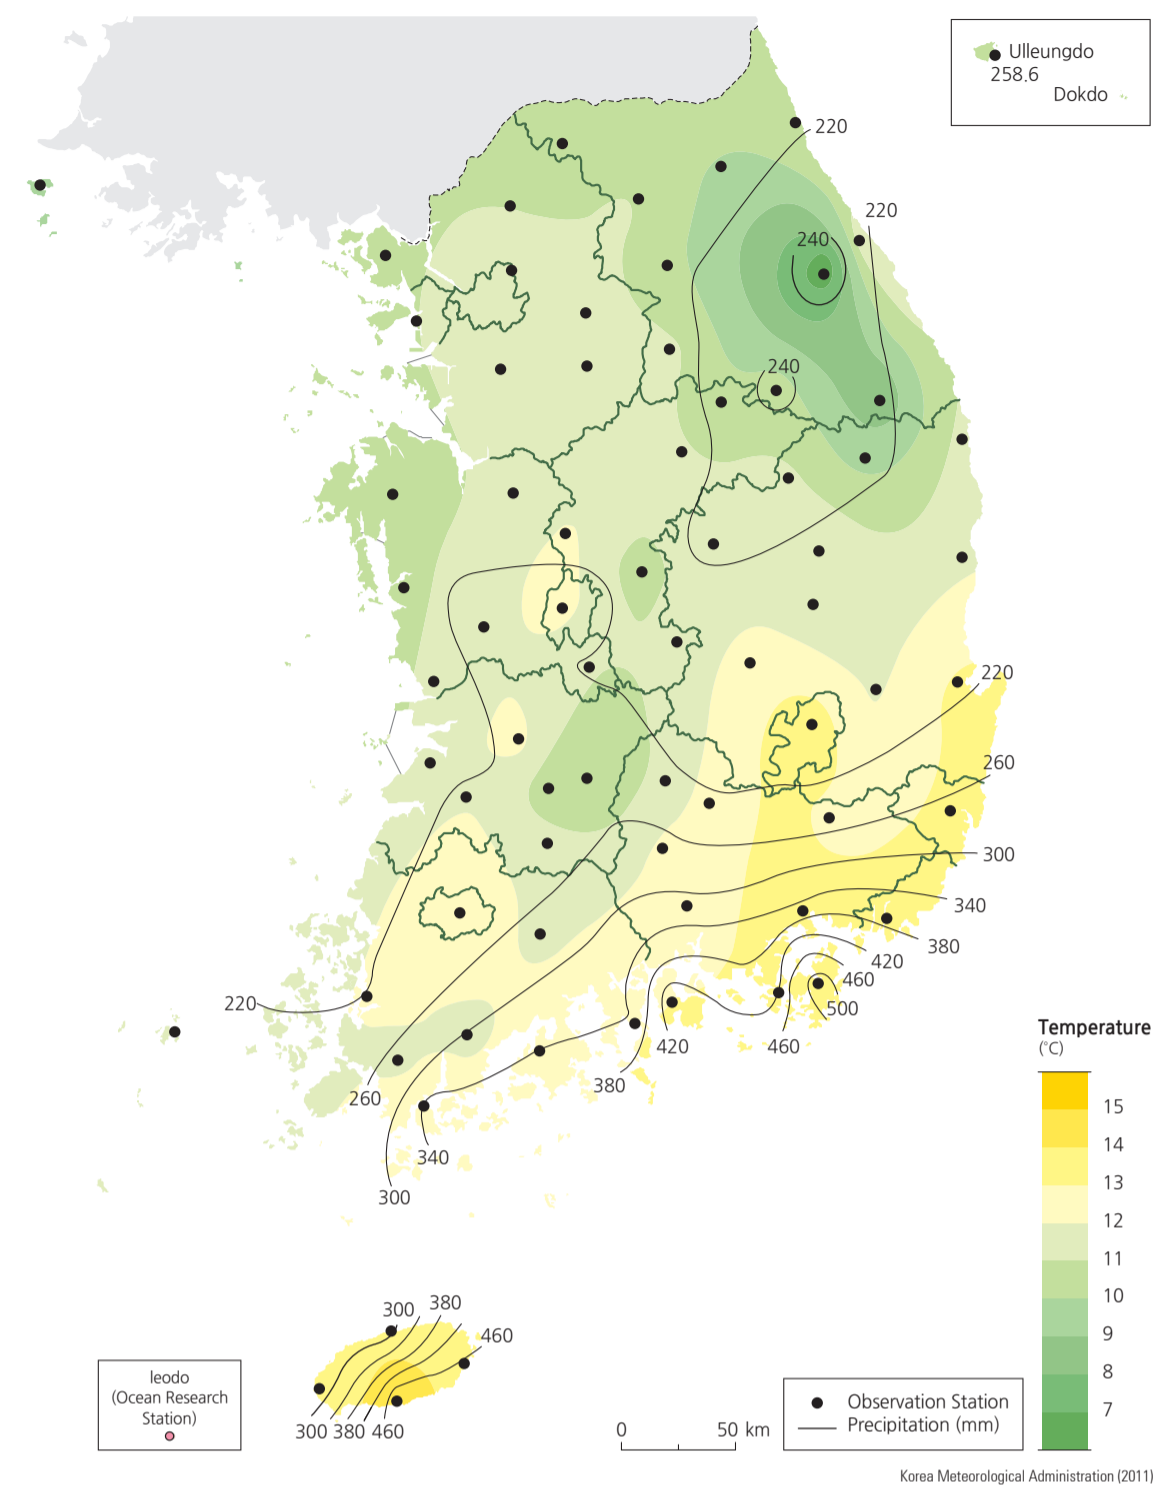 Ulleungdo
258.6
Dokdo
220
220
240
240
220
260
300
340
380
420
460
500
220
420
460
380
260
340
300
300
380
460
300 380 460
Ieodo
(Ocean Research
Station)
Temperature
(˚C)
15
14
13
12
11
10
9
8
7
0 50 km
Observation Station
Precipitation (mm)
Korea Meteorological Administration (2011)